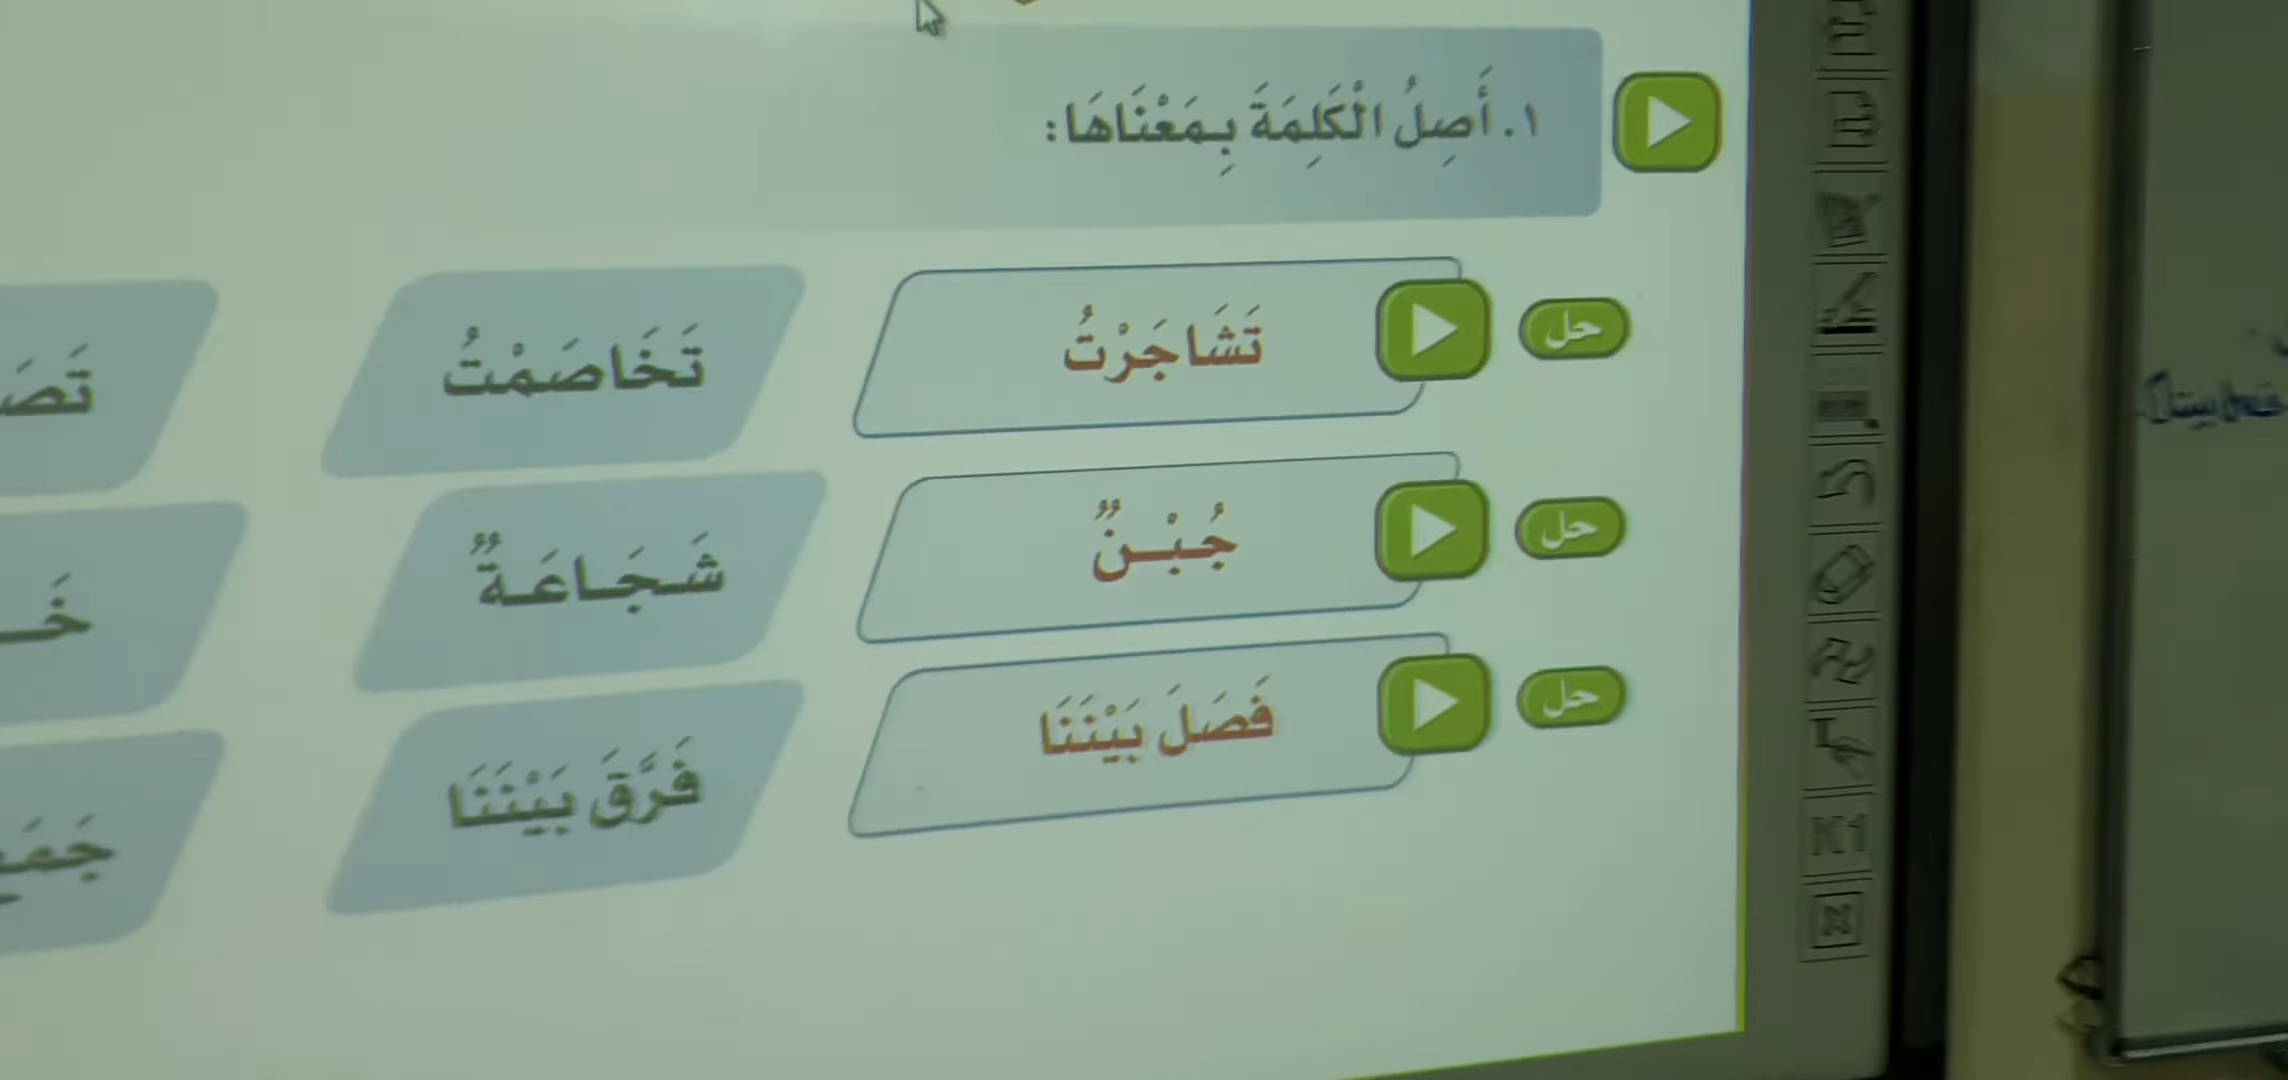 ١. أَصِلُ الْكَلِمَةَ بِمَعْنَاهَا:
حل تَشَاجَرْتُ تَخَاصَمْتُ
حل جُبْنٌ شَجَاعَةٌ
حل فَصَلَ بَيْنَنَا فَرَّقَ بَيْنَنَا